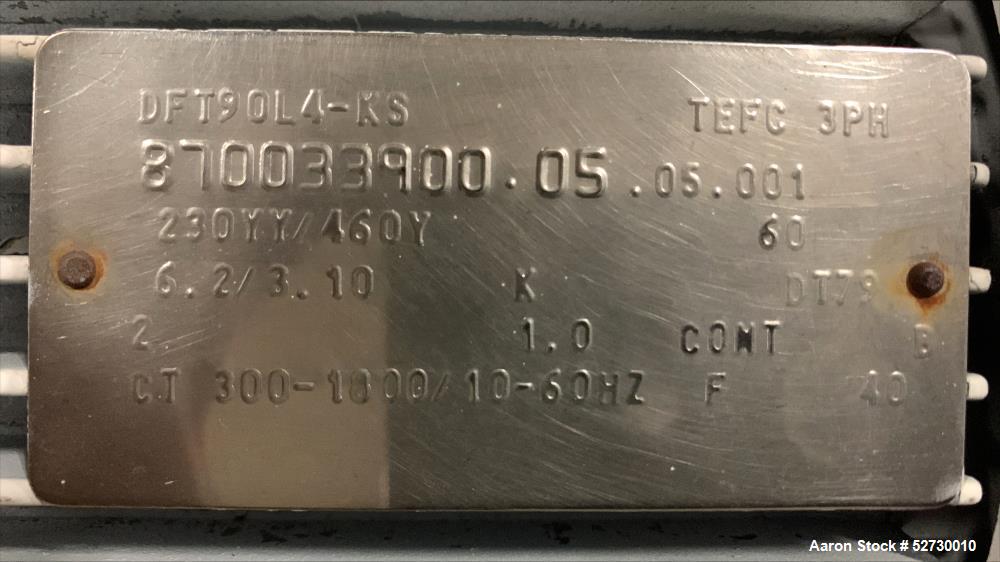 DFT90L4-KS TEFC 3PH
870033900.05.05.001
230YY/460Y 60
6.2/3.10 K DT79
2 1.0 CONT B
CT 300-1800/10-60HZ F 40
Aaron Stock # 52730010